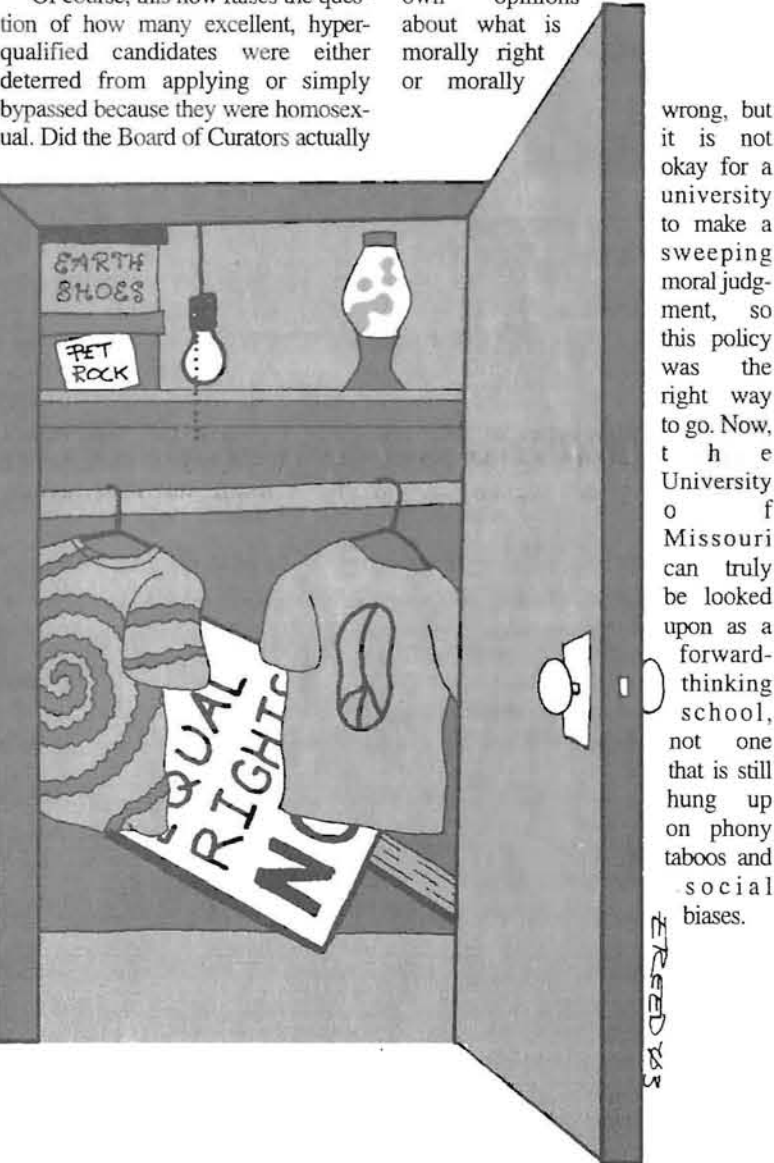 Of course, this now raises the ques-
tion of how many excellent, hyper-
qualified candidates were either
deterred from applying or simply
bypassed because they were homosex-
ual. Did the Board of Curators actually
own opinions
about what is
morally right
or morally
wrong, but
it is not
okay for a
university
to make a
sweeping
moral judg-
ment, so
this policy
was the
right way
to go. Now,
the
University
of
Missouri
can truly
be looked
upon as a
forward-
thinking
school,
not one
that is still
hung up
on phony
taboos and
social
biases.
EARTH
SHOES
PET
ROCK
EQUAL
RIGHTS
NO
EREED '03